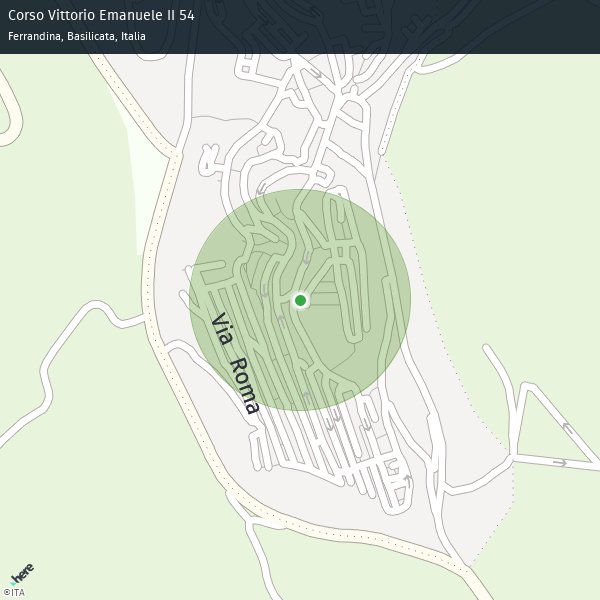 Corso Vittorio Emanuele II 54
Ferrandina, Basilicata, Italia
Via Roma
here
©ITA